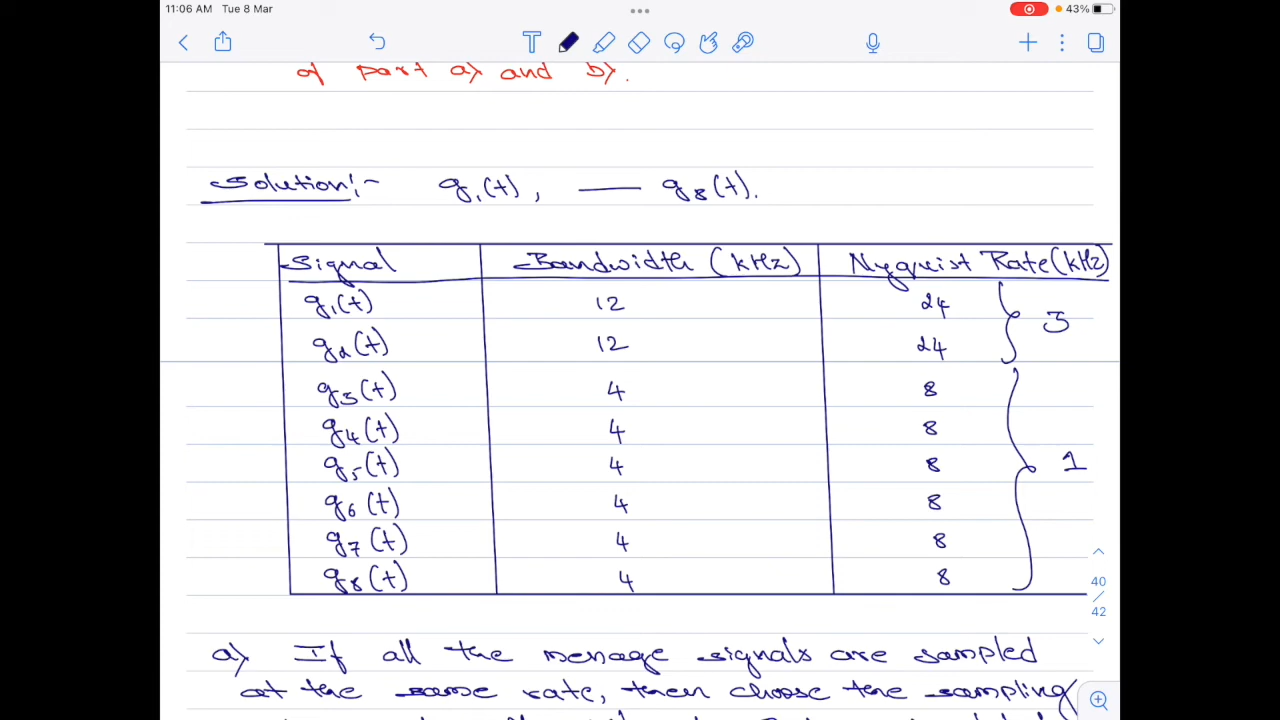 11:06 AM Tue 8 Mar
43%
of part a) and b).
Solution:- g₁(t), — g₈(t).
Signal Bandwidth (kHz) Nyquist Rate(kHz)
g₁(t) 12 24
3
g₂(t) 12 24
g₃(t) 4 8
g₄(t) 4 8
g₅(t) 4 8
1
g₆(t) 4 8
g₇(t) 4 8
g₈(t) 4 8
40
/
42
a) If all the message signals are sampled
at the same rate, then choose the sampling